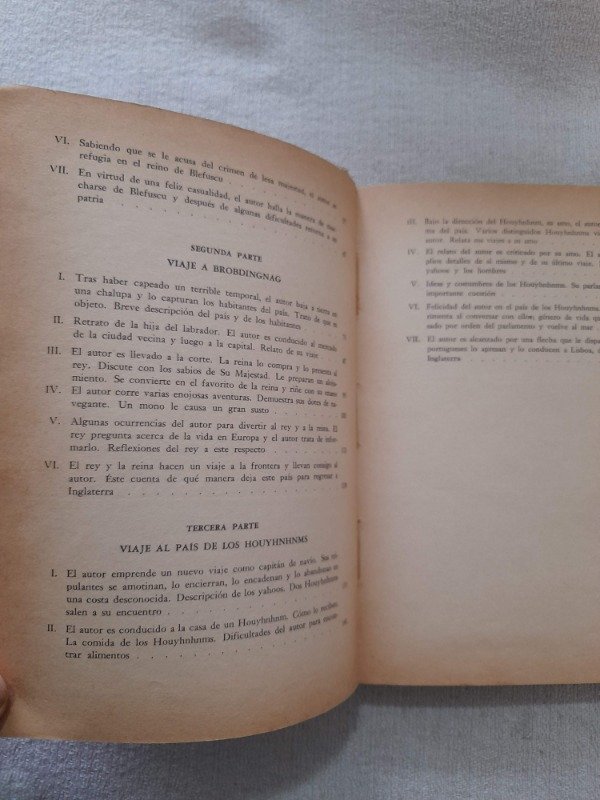 VI. Sabiendo que se le acusa del crimen de lesa majestad, el autor se
refugia en el reino de Blefuscu
VII. En virtud de una feliz casualidad, el autor halla la manera de mar-
charse de Blefuscu y después de algunas dificultades retorna a su
patria
SEGUNDA PARTE
VIAJE A BROBDINGNAG
I. Tras haber capeado un terrible temporal, el autor baja a tierra en
una chalupa y lo capturan los habitantes del país. Trato de que es
objeto. Breve descripción del país y de los habitantes
II. Retrato de la hija del labrador. El autor es conducido al mercado
de la ciudad vecina y luego a la capital. Relato de su viaje
III. El autor es llevado a la corte. La reina lo compra y lo presenta al
rey. Discute con los sabios de Su Majestad. Le preparan un aloja-
miento. Se convierte en el favorito de la reina y riñe con su enano
IV. El autor corre varias enojosas aventuras. Demuestra sus dotes de na-
vegante. Un mono le causa un gran susto
V. Algunas ocurrencias del autor para divertir al rey y a la reina. El
rey pregunta acerca de la vida en Europa y el autor trata de infor-
marlo. Reflexiones del rey a este respecto
VI. El rey y la reina hacen un viaje a la frontera y llevan consigo al
autor. Éste cuenta de qué manera deja este país para regresar a
Inglaterra
TERCERA PARTE
VIAJE AL PAÍS DE LOS HOUYHNHNMS
I. El autor emprende un nuevo viaje como capitán de navío. Sus tri-
pulantes se amotinan, lo encierran, lo encadenan y lo abandonan en
una costa desconocida. Descripción de los yahoos. Dos Houyhnhnms
salen a su encuentro
II. El autor es conducido a la casa de un Houyhnhnm. Cómo lo reciben.
La comida de los Houyhnhnms. Dificultades del autor para encon-
trar alimentos
III. Bajo la dirección del Houyhnhnm, su amo, el autor
ma del país. Varios distinguidos Houyhnhnms
autor. Relata sus viajes a su amo
IV. El relato del autor es criticado por su amo. El
plios detalles de sí mismo y de su último viaje.
yahoos y los hombres
V. Ideas y costumbres de los Houyhnhnms. Su
importante cuestión
VI. Felicidad del autor en el país de los Houyhnhnms.
rimenta al conversar con ellos; género de vida que
sado por orden del parlamento y vuelve al mar
VII. El autor es alcanzado por una flecha que le
portugueses lo apresan y lo conducen a Lisboa,
Inglaterra